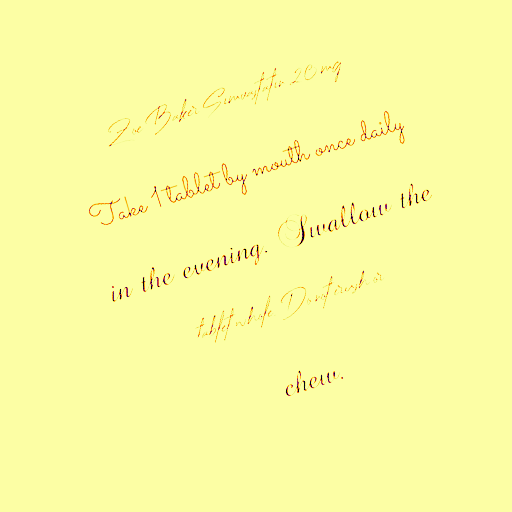 Zoe Baker Simvastatin 20 mg
Take 1 tablet by mouth once daily
in the evening. Swallow the
tablet whole. Do not crush or
chew.